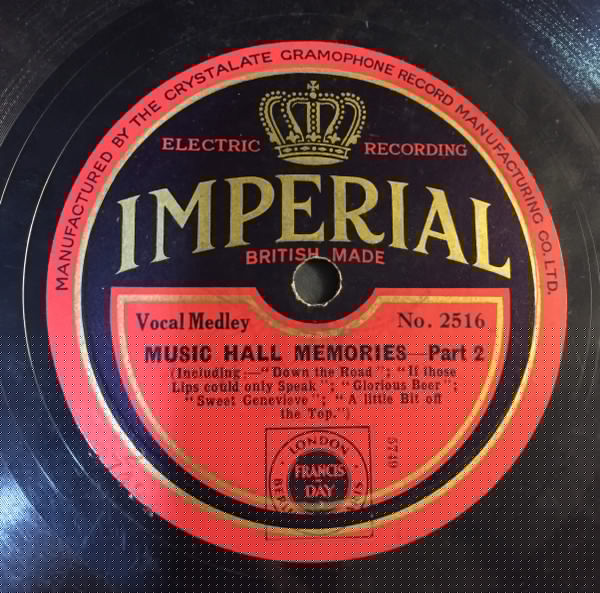 MANUFACTURED BY THE CRYSTALATE GRAMOPHONE RECORD MANUFACTURING CO. LTD.
ELECTRIC RECORDING
IMPERIAL
BRITISH MADE
Vocal Medley No. 2516
MUSIC HALL MEMORIES—Part 2
(Including:—"Down the Road"; "If those
Lips could only Speak"; "Glorious Beer";
"Sweet Genevieve"; "A little Bit off
the Top.")
LONDON
FRANCIS
DAY
5749